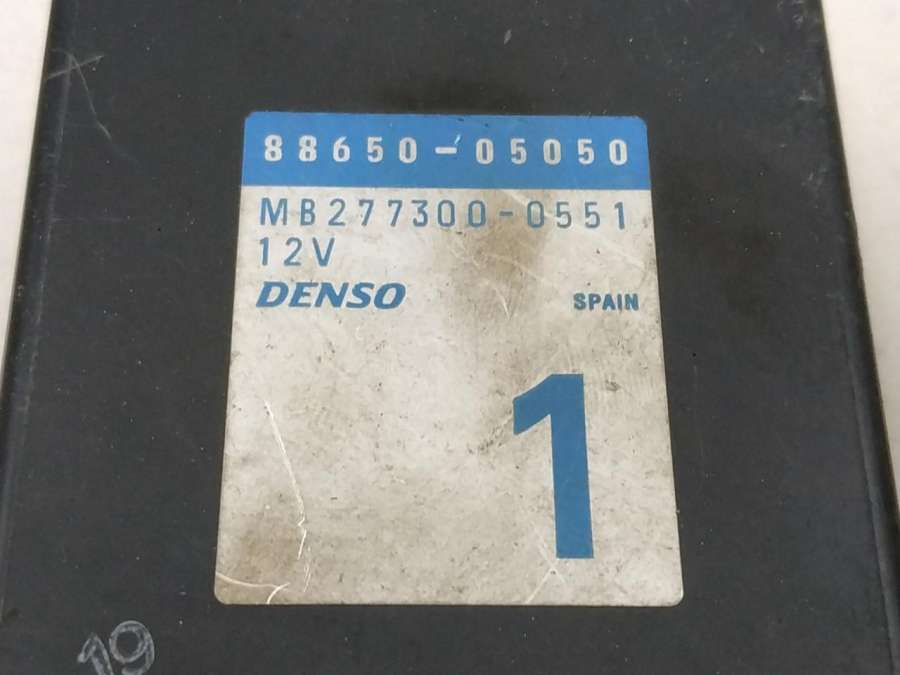 88650-05050
MB277300-0551
12V
DENSO SPAIN
1
19